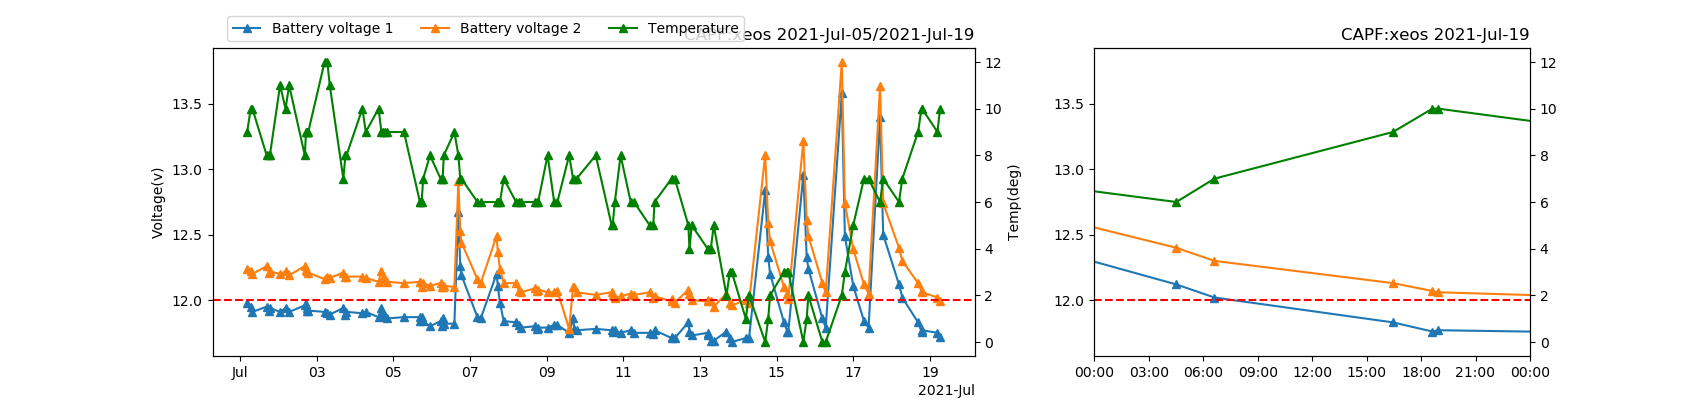 Battery voltage 1 Battery voltage 2 Temperature
CAPF:xeos 2021-Jul-05/2021-Jul-19
CAPF:xeos 2021-Jul-19
13.5
13.0
12.5
12.0
Voltage(v)
12
10
8
6
4
2
0
Temp(deg)
Jul 03 05 07 09 11 13 15 17 19
2021-Jul
13.5
13.0
12.5
12.0
12
10
8
6
4
2
0
00:00 03:00 06:00 09:00 12:00 15:00 18:00 21:00 00:00